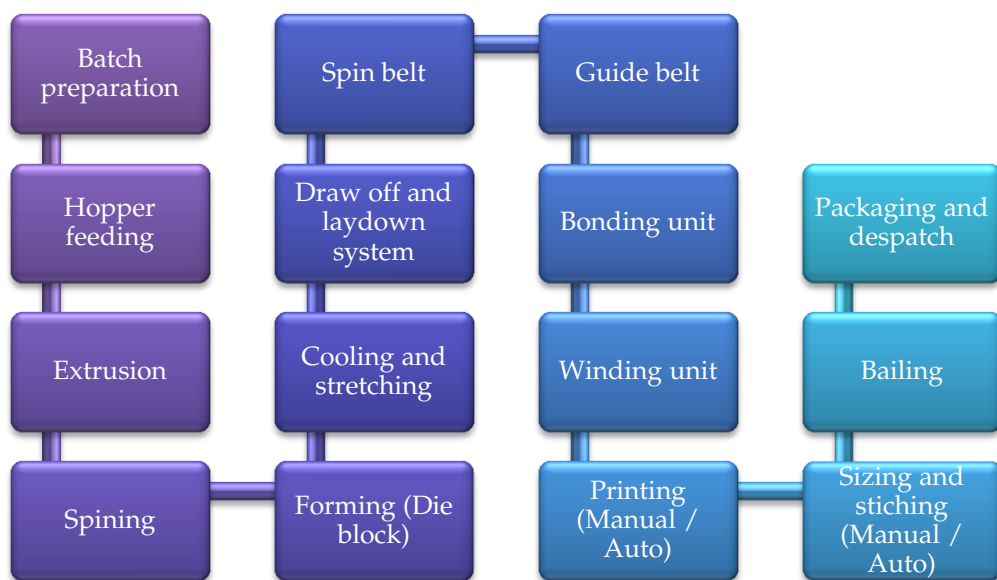 Batch
preparation
Hopper
feeding
Extrusion
Spining
Forming (Die
block)
Cooling and
stretching
Draw off and
laydown
system
Spin belt
Guide belt
Bonding unit
Winding unit
Printing
(Manual /
Auto)
Sizing and
stiching
(Manual /
Auto)
Bailing
Packaging and
despatch